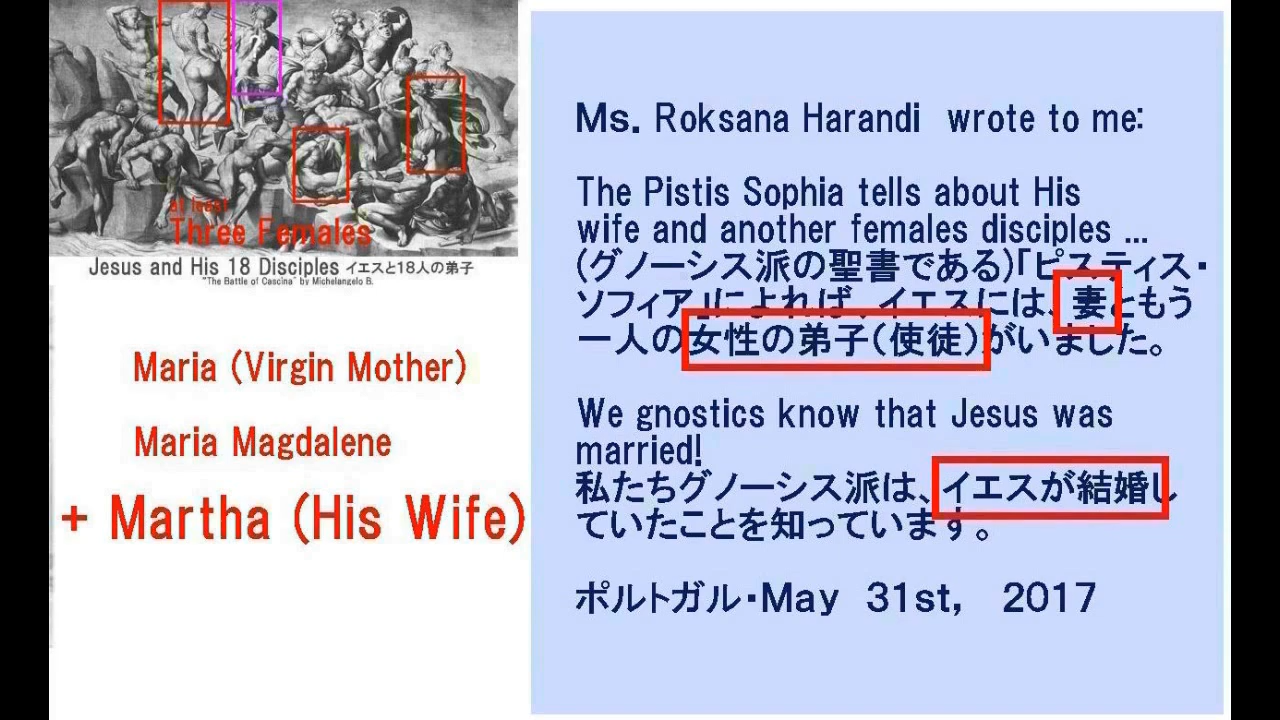 ?
at least
Three Females
Jesus and His 18 Disciples イエスと18人の弟子
"The Battle of Cascina" by Michelangelo B.
Maria (Virgin Mother)
Maria Magdalene
+ Martha (His Wife)
Ms. Roksana Harandi wrote to me:
The Pistis Sophia tells about His
wife and another females disciples ...
(グノーシス派の聖書である)「ピスティス・
ソフィア』によれば、イエスには、妻ともう
一人の女性の弟子(使徒)がいました。
We gnostics know that Jesus was
married!
私たちグノーシス派は、イエスが結婚し
ていたことを知っています。
ポルトガル・May 31st, 2017